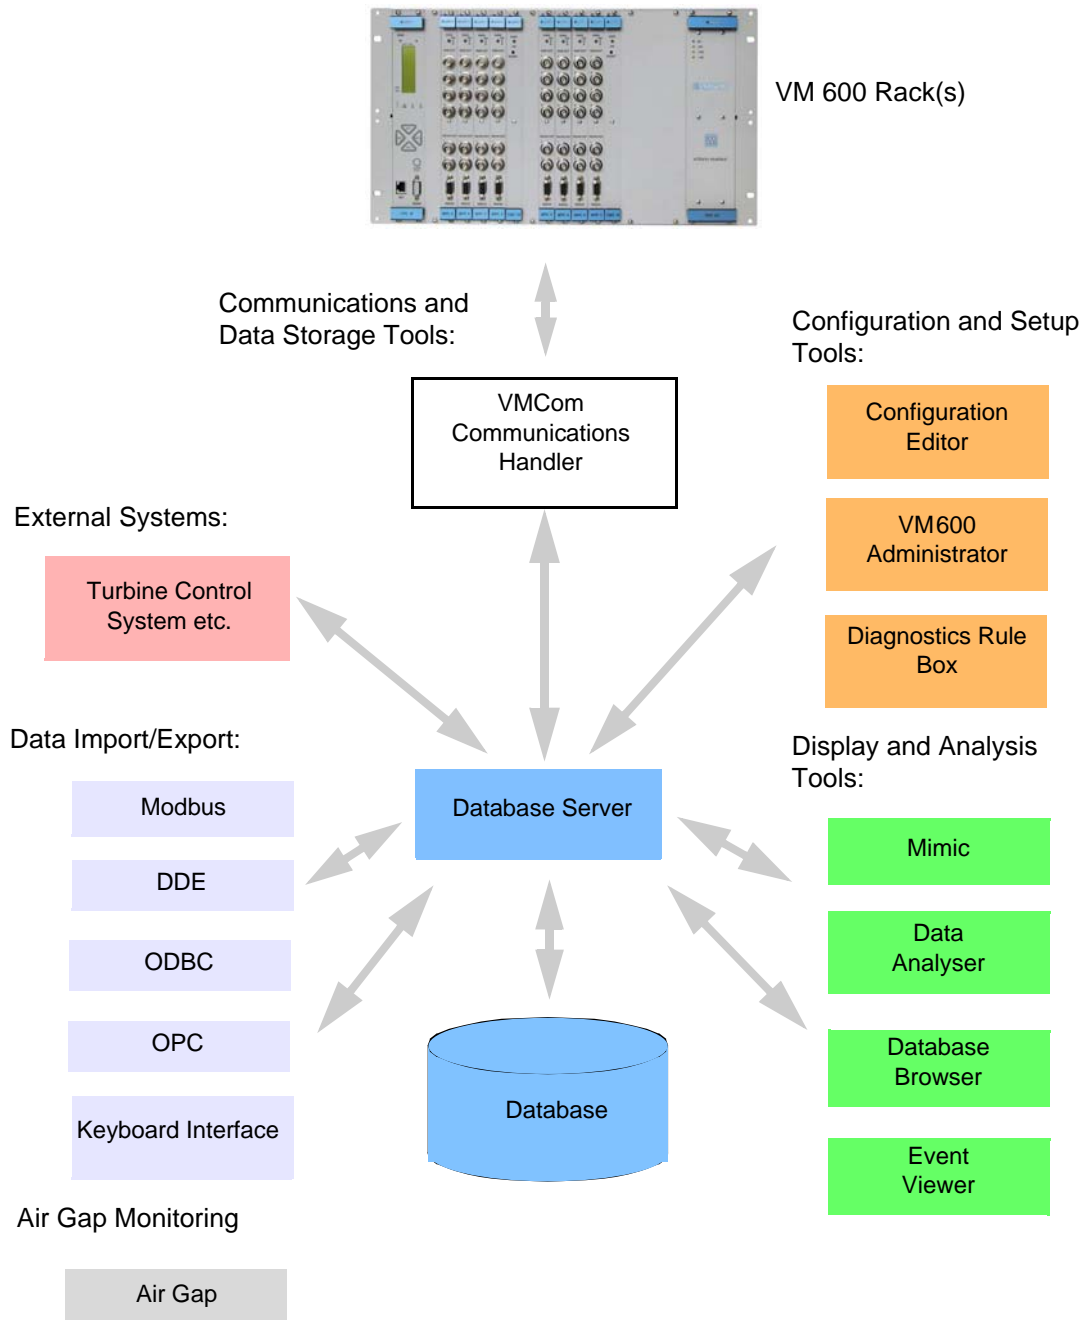 VM 600 Rack(s)
Communications and
Data Storage Tools:
Configuration and Setup
Tools:
VMCom
Communications
Handler
Configuration
Editor
External Systems:
VM600
Administrator
Turbine Control
System etc.
Diagnostics Rule
Box
Data Import/Export:
Display and Analysis
Tools:
Modbus
Database Server
Mimic
DDE
Data
Analyser
ODBC
OPC
Database
Browser
Database
Keyboard Interface
Event
Viewer
Air Gap Monitoring
Air Gap